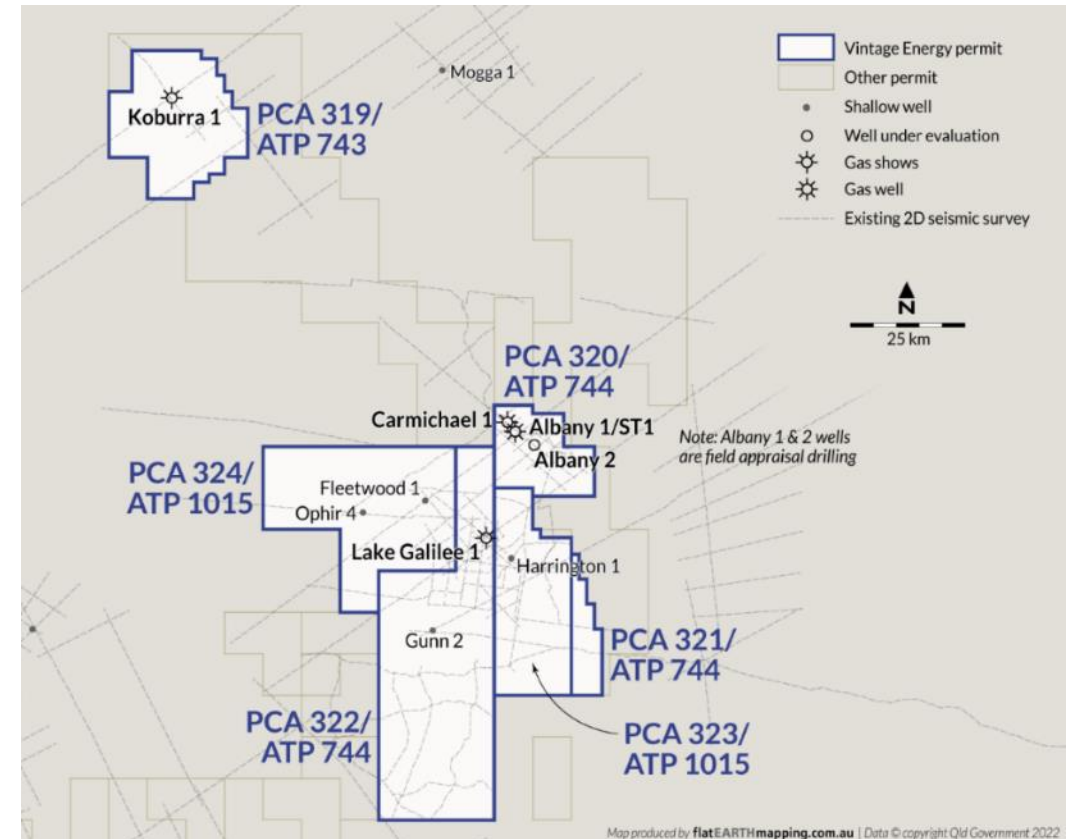 Mogga 1
Koburra 1
PCA 319/
ATP 743
Vintage Energy permit
Other permit
Shallow well
Well under evaluation
Gas shows
Gas well
Existing 2D seismic survey
N
25 km
PCA 320/
ATP 744
Carmichael 1
Albany 1/ST1
Albany 2
Note: Albany 1 & 2 wells
are field appraisal drilling
PCA 324/
ATP 1015
Fleetwood 1
Ophir 4
Lake Galilee 1
Harrington 1
Gunn 2
PCA 321/
ATP 744
PCA 322/
ATP 744
PCA 323/
ATP 1015
Map produced by flatEARTHmapping.com.au | Data © copyright Qld Government 2022